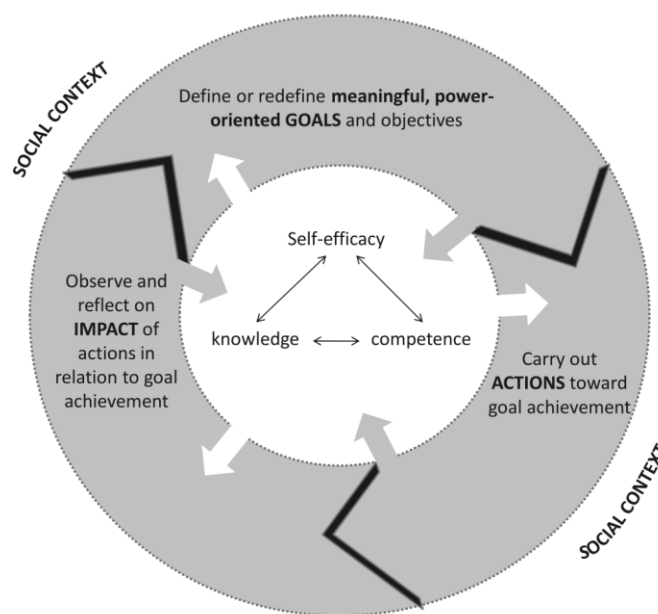 SOCIAL CONTEXT
Define or redefine meaningful, power-
oriented GOALS and objectives
Self-efficacy
knowledge
competence
Observe and
reflect on
IMPACT of
actions in
relation to goal
achievement
Carry out
ACTIONS toward
goal achievement
SOCIAL CONTEXT